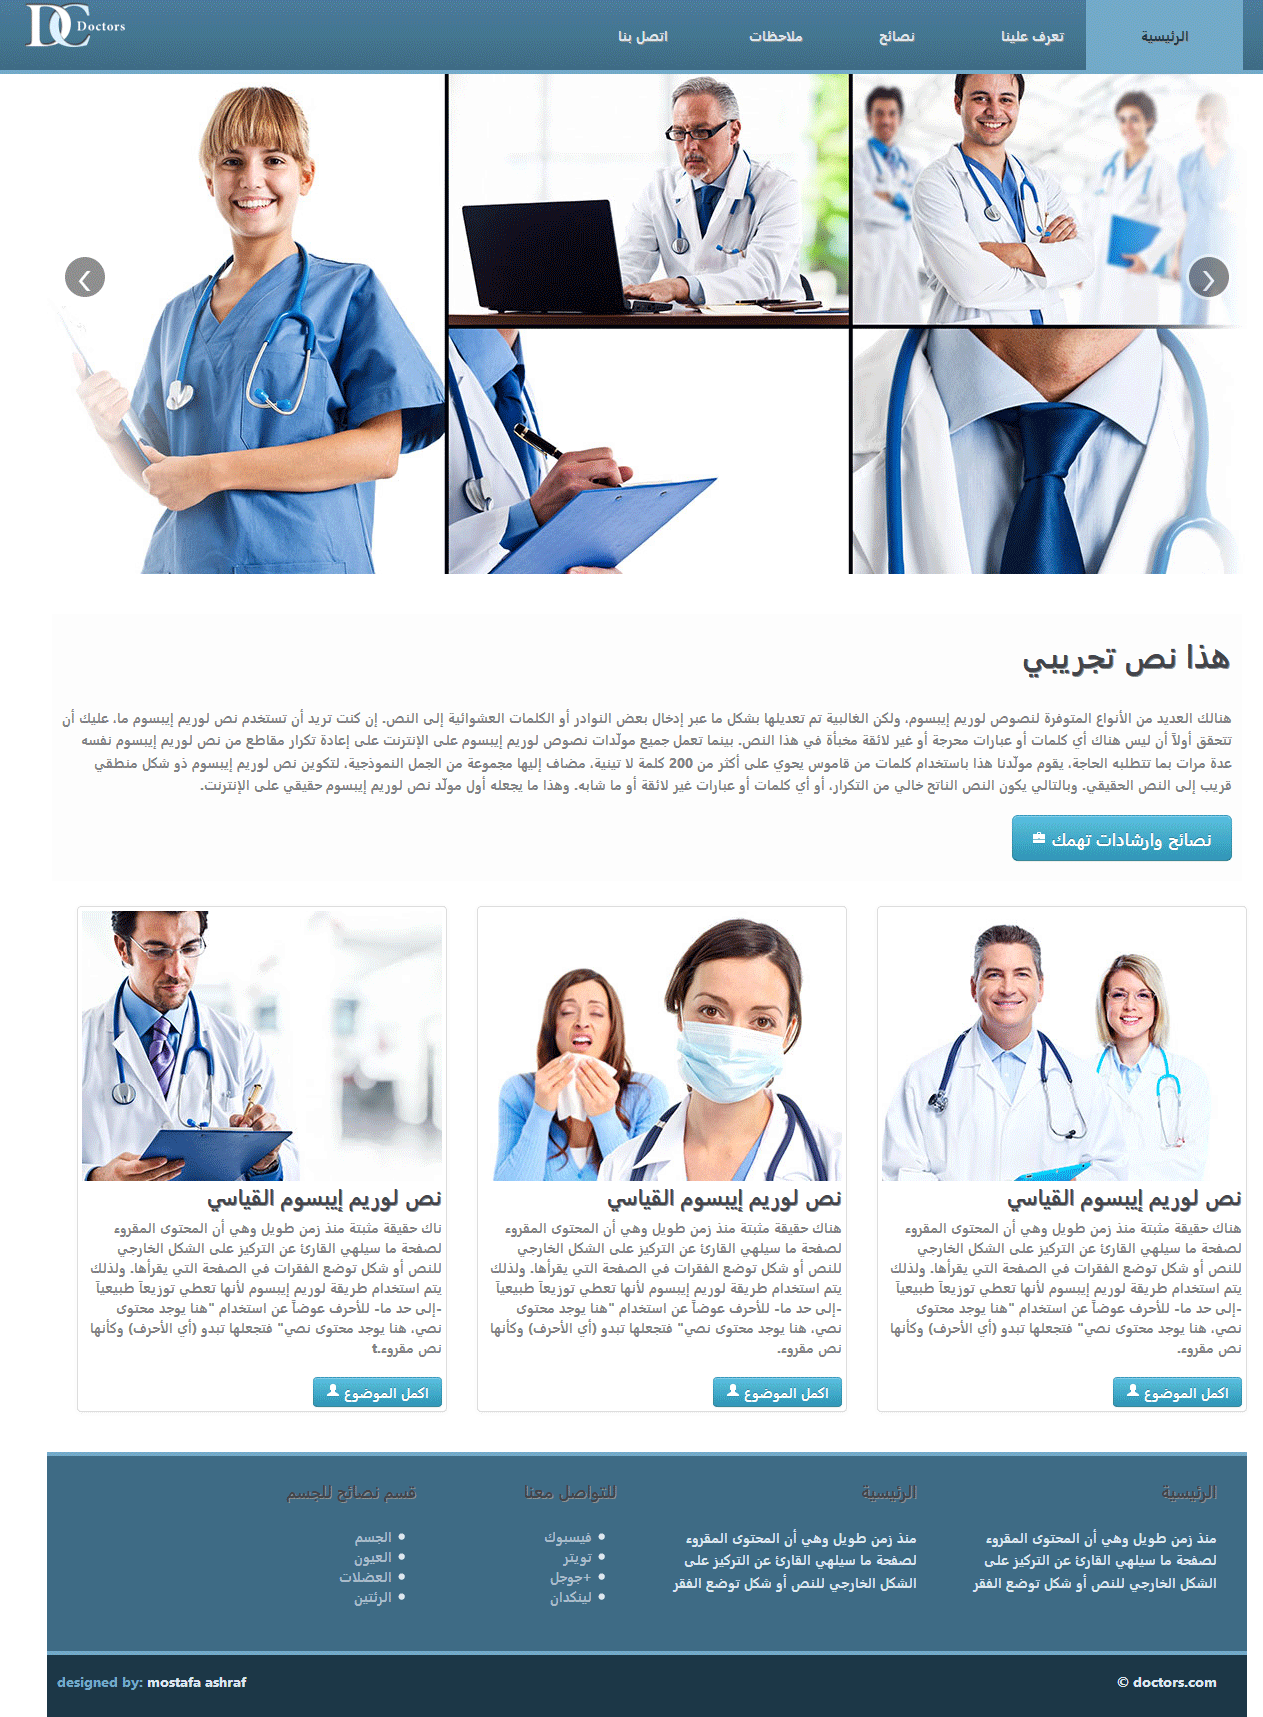 DC Doctors
الرئيسية
تعرف علينا
نصائح
ملاحظات
اتصل بنا
هذا نص تجريبي
هنالك العديد من الأنواع المتوفرة لنصوص لوريم إيبسوم، ولكن الغالبية تم تعديلها بشكل ما عبر إدخال بعض النوادر أو الكلمات العشوائية إلى النص. إن كنت تريد أن تستخدم نص لوريم إيبسوم ما، عليك أن
تتحقق أولاً أن ليس هناك أي كلمات أو عبارات محرجة أو غير لائقة مخبأة في هذا النص. بينما تعمل جميع مولّدات نصوص لوريم إيبسوم على الإنترنت على إعادة تكرار مقاطع من نص لوريم إيبسوم نفسه
عدة مرات بما تتطلبه الحاجة، يقوم مولّدنا هذا باستخدام كلمات من قاموس يحوي على أكثر من 200 كلمة لا تينية، مضاف إليها مجموعة من الجمل النموذجية، لتكوين نص لوريم إيبسوم ذو شكل منطقي
قريب إلى النص الحقيقي. وبالتالي يكون النص الناتح خالي من التكرار، أو أي كلمات أو عبارات غير لائقة أو ما شابه. وهذا ما يجعله أول مولّد نص لوريم إيبسوم حقيقي على الإنترنت.
نصائح وارشادات تهمك
نص لوريم إيبسوم القياسي
هناك حقيقة مثبتة منذ زمن طويل وهي أن المحتوى المقروء
لصفحة ما سيلهي القارئ عن التركيز على الشكل الخارجي
للنص أو شكل توضع الفقرات في الصفحة التي يقرأها. ولذلك
يتم استخدام طريقة لوريم إيبسوم لأنها تعطي توزيعاَ طبيعياَ
-إلى حد ما- للأحرف عوضاً عن استخدام "هنا يوجد محتوى
نصي، هنا يوجد محتوى نصي" فتجعلها تبدو (أي الأحرف) وكأنها
نص مقروء.
اكمل الموضوع
نص لوريم إيبسوم القياسي
هناك حقيقة مثبتة منذ زمن طويل وهي أن المحتوى المقروء
لصفحة ما سيلهي القارئ عن التركيز على الشكل الخارجي
للنص أو شكل توضع الفقرات في الصفحة التي يقرأها. ولذلك
يتم استخدام طريقة لوريم إيبسوم لأنها تعطي توزيعاَ طبيعياَ
-إلى حد ما- للأحرف عوضاً عن استخدام "هنا يوجد محتوى
نصي، هنا يوجد محتوى نصي" فتجعلها تبدو (أي الأحرف) وكأنها
نص مقروء.
اكمل الموضوع
نص لوريم إيبسوم القياسي
ناك حقيقة مثبتة منذ زمن طويل وهي أن المحتوى المقروء
لصفحة ما سيلهي القارئ عن التركيز على الشكل الخارجي
للنص أو شكل توضع الفقرات في الصفحة التي يقرأها. ولذلك
يتم استخدام طريقة لوريم إيبسوم لأنها تعطي توزيعاَ طبيعياَ
-إلى حد ما- للأحرف عوضاً عن استخدام "هنا يوجد محتوى
نصي، هنا يوجد محتوى نصي" فتجعلها تبدو (أي الأحرف) وكأنها
نص مقروء.t
اكمل الموضوع
الرئيسية
منذ زمن طويل وهي أن المحتوى المقروء
لصفحة ما سيلهي القارئ عن التركيز على
الشكل الخارجي للنص أو شكل توضع الفقر
الرئيسية
منذ زمن طويل وهي أن المحتوى المقروء
لصفحة ما سيلهي القارئ عن التركيز على
الشكل الخارجي للنص أو شكل توضع الفقر
للتواصل معنا
فيسبوك
تويتر
+جوجل
لينكدان
قسم نصائح للجسم
الجسم
العيون
العضلات
الرئتين
© doctors.com
designed by: mostafa ashraf